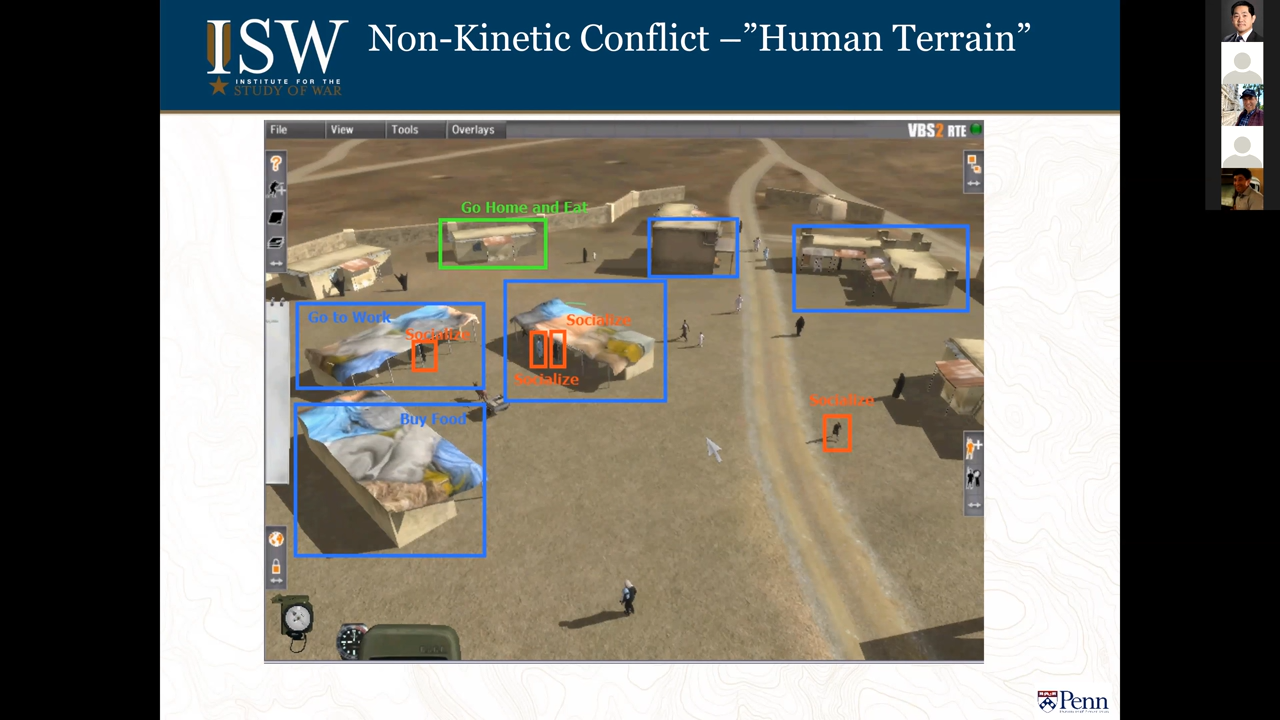 ISW
INSTITUTE FOR THE
STUDY OF WAR
Non-Kinetic Conflict –”Human Terrain”
File View Tools Overlays
VBS2 RTE
Go Home and Eat
Go to Work
Socialize
Socialize
Socialize
Buy Food
Socialize
Penn